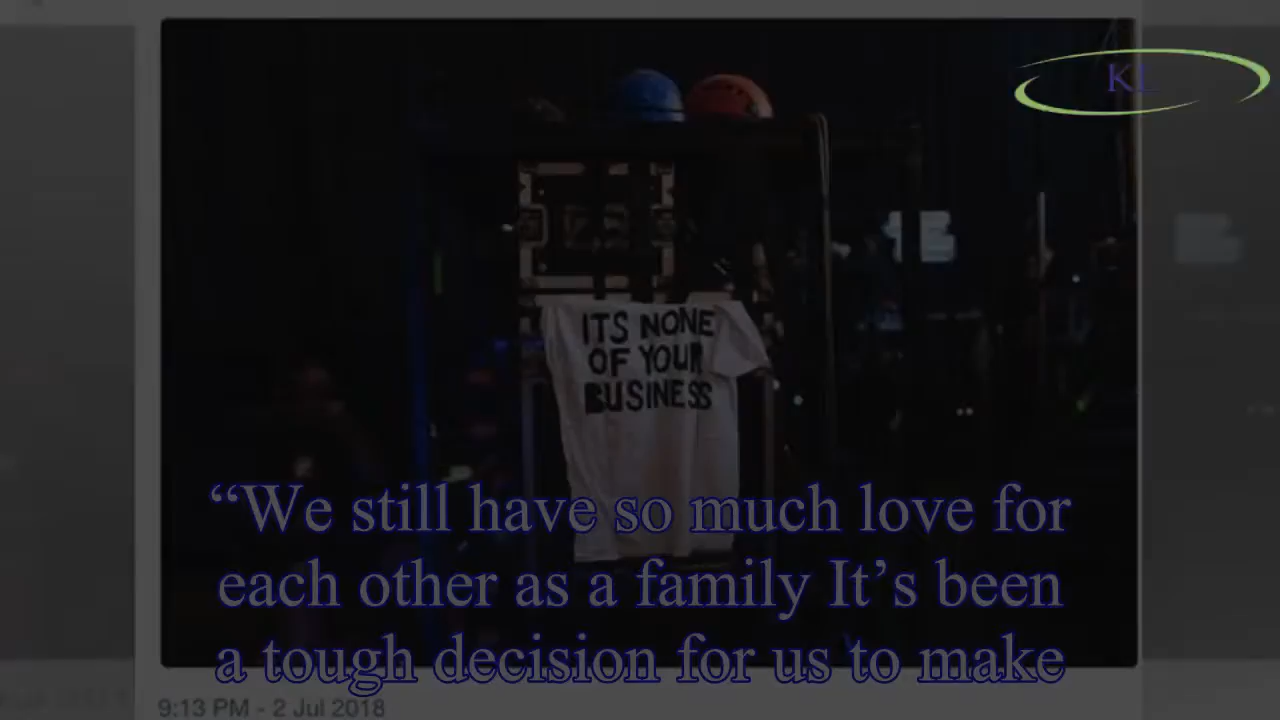 KL
ITS NONE
OF YOUR
BUSINESS
“We still have so much love for
each other as a family It’s been
a tough decision for us to make
9:13 PM - 2 Jul 2018